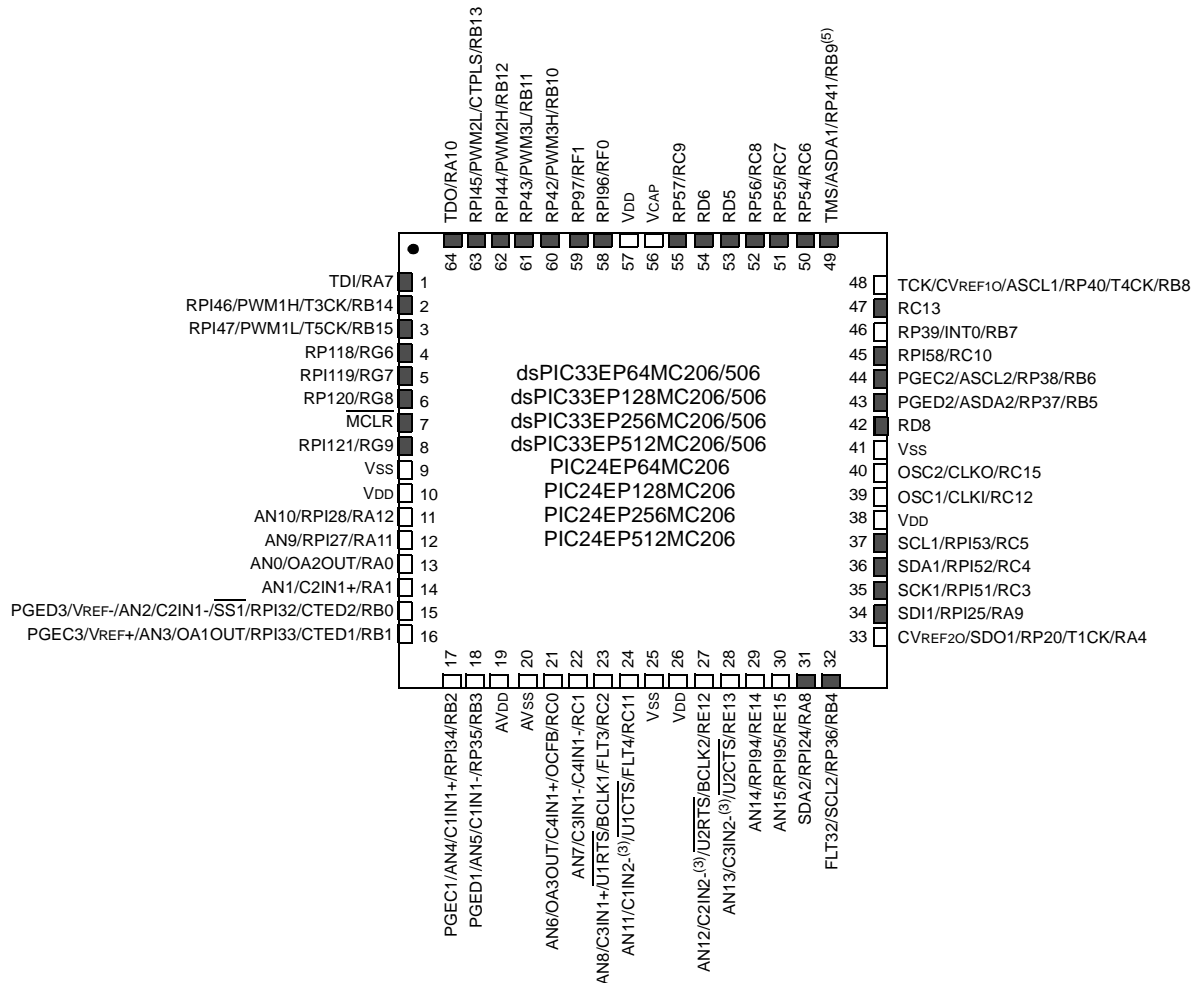 TDO/RA10
RPI45/PWM2L/CTPLS/RB13
RPI44/PWM2H/RB12
RP43/PWM3L/RB11
RP42/PWM3H/RB10
RP97/RF1
RPI96/RF0
VDD
VCAP
RP57/RC9
RD6
RD5
RP56/RC8
RP55/RC7
RP54/RC6
TMS/ASDA1/RP41/RB9(5)
64 63 62 61 60 59 58 57 56 55 54 53 52 51 50 49
TDI/RA7 1
RPI46/PWM1H/T3CK/RB14 2
RPI47/PWM1L/T5CK/RB15 3
RP118/RG6 4
RPI119/RG7 5
RP120/RG8 6
MCLR 7
RPI121/RG9 8
VSS 9
VDD 10
AN10/RPI28/RA12 11
AN9/RPI27/RA11 12
AN0/OA2OUT/RA0 13
AN1/C2IN1+/RA1 14
PGED3/VREF-/AN2/C2IN1-/SS1/RPI32/CTED2/RB0 15
PGEC3/VREF+/AN3/OA1OUT/RPI33/CTED1/RB1 16
dsPIC33EP64MC206/506
dsPIC33EP128MC206/506
dsPIC33EP256MC206/506
dsPIC33EP512MC206/506
PIC24EP64MC206
PIC24EP128MC206
PIC24EP256MC206
PIC24EP512MC206
48 TCK/CVREF1O/ASCL1/RP40/T4CK/RB8
47 RC13
46 RP39/INT0/RB7
45 RPI58/RC10
44 PGEC2/ASCL2/RP38/RB6
43 PGED2/ASDA2/RP37/RB5
42 RD8
41 VSS
40 OSC2/CLKO/RC15
39 OSC1/CLKI/RC12
38 VDD
37 SCL1/RPI53/RC5
36 SDA1/RPI52/RC4
35 SCK1/RPI51/RC3
34 SDI1/RPI25/RA9
33 CVREF2O/SDO1/RP20/T1CK/RA4
17 18 19 20 21 22 23 24 25 26 27 28 29 30 31 32
PGEC1/AN4/C1IN1+/RPI34/RB2
PGED1/AN5/C1IN1-/RP35/RB3
AVDD
AVSS
AN6/OA3OUT/C4IN1+/OCFB/RC0
AN7/C3IN1-/C4IN1-/RC1
AN8/C3IN1+/U1RTS/BCLK1/FLT3/RC2
AN11/C1IN2-(3)/U1CTS/FLT4/RC11
VSS
VDD
AN12/C2IN2-(3)/U2RTS/BCLK2/RE12
AN13/C3IN2-(3)/U2CTS/RE13
AN14/RPI94/RE14
AN15/RPI95/RE15
SDA2/RPI24/RA8
FLT32/SCL2/RP36/RB4